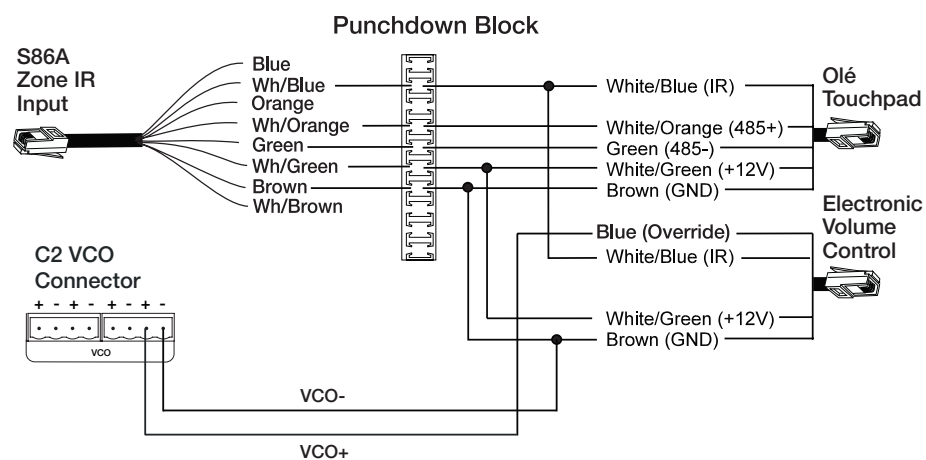 Punchdown Block
S86A
Zone IR
Input
Blue
Wh/Blue
Orange
Wh/Orange
Green
Wh/Green
Brown
Wh/Brown
White/Blue (IR)
White/Orange (485+)
Green (485-)
White/Green (+12V)
Brown (GND)
Olé
Touchpad
Electronic
Volume
Control
Blue (Override)
White/Blue (IR)
White/Green (+12V)
Brown (GND)
C2 VCO
Connector
+ - + - + - + -
VCO
VCO-
VCO+